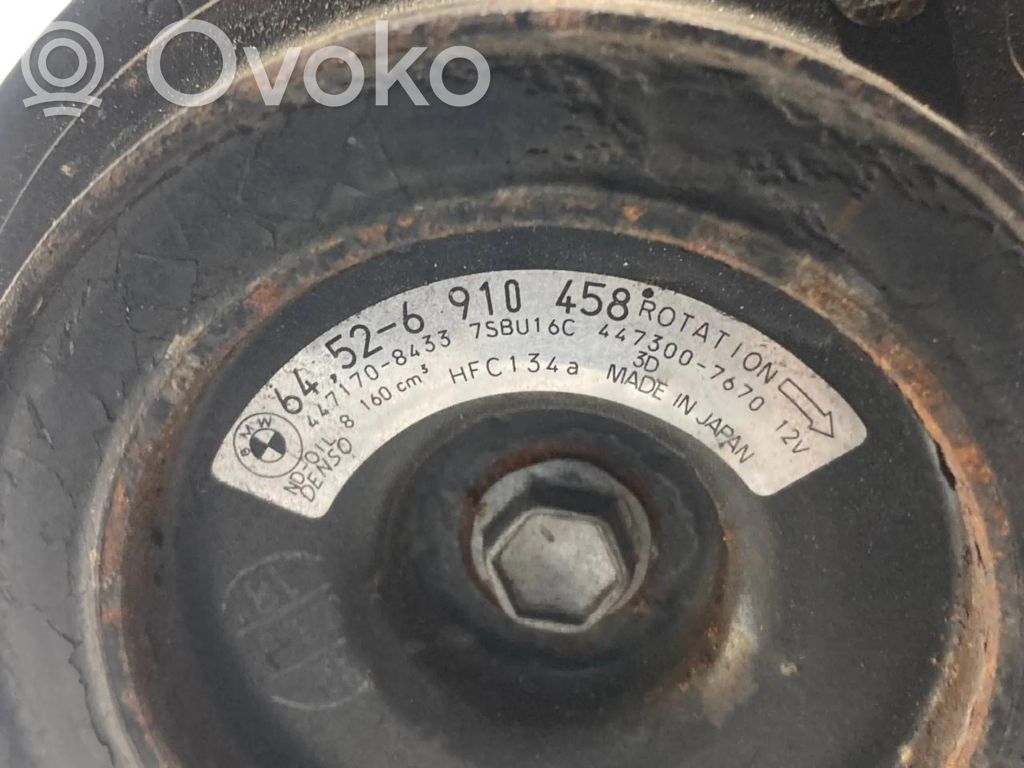 Ovoko
BMW 64.52-6 910 458 ROTATION
447170-8433 7SBU16C 447300-7670 12V
ND-OIL 8 160 cm³ HFC134a 3D
DENSO MADE IN JAPAN